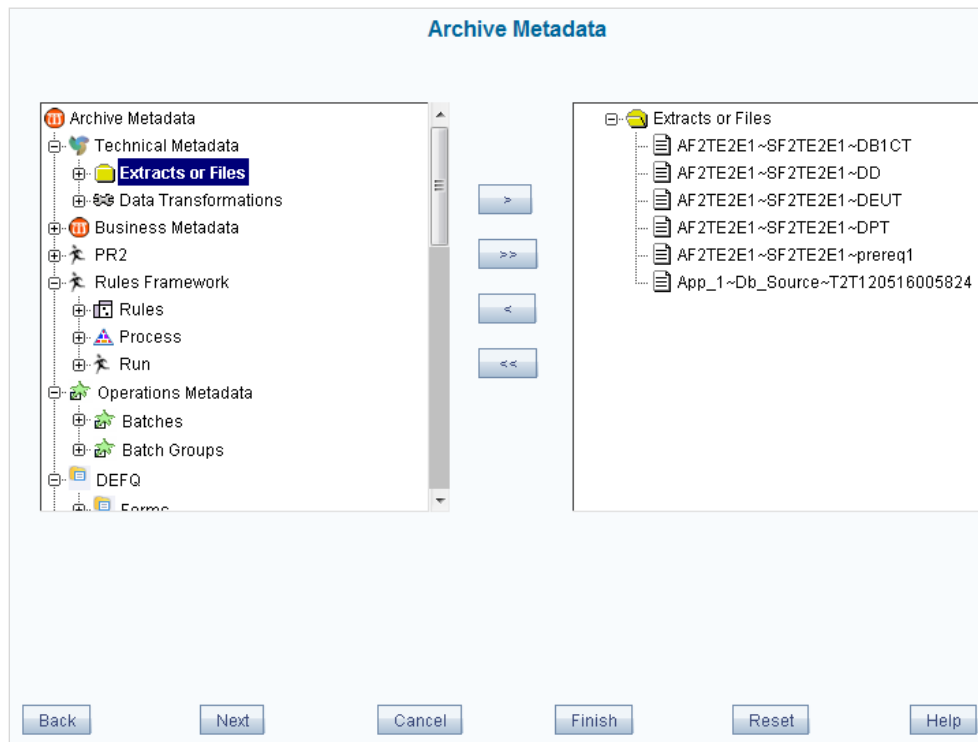 Archive Metadata
Archive Metadata
Technical Metadata
Extracts or Files
Data Transformations
Business Metadata
PR2
Rules Framework
Rules
Process
Run
Operations Metadata
Batches
Batch Groups
DEFQ
Forms
>
>>
<
<<
Extracts or Files
AF2TE2E1~SF2TE2E1~DB1CT
AF2TE2E1~SF2TE2E1~DD
AF2TE2E1~SF2TE2E1~DEUT
AF2TE2E1~SF2TE2E1~DPT
AF2TE2E1~SF2TE2E1~prereq1
App_1~Db_Source~T2T120516005824
Back Next Cancel Finish Reset Help